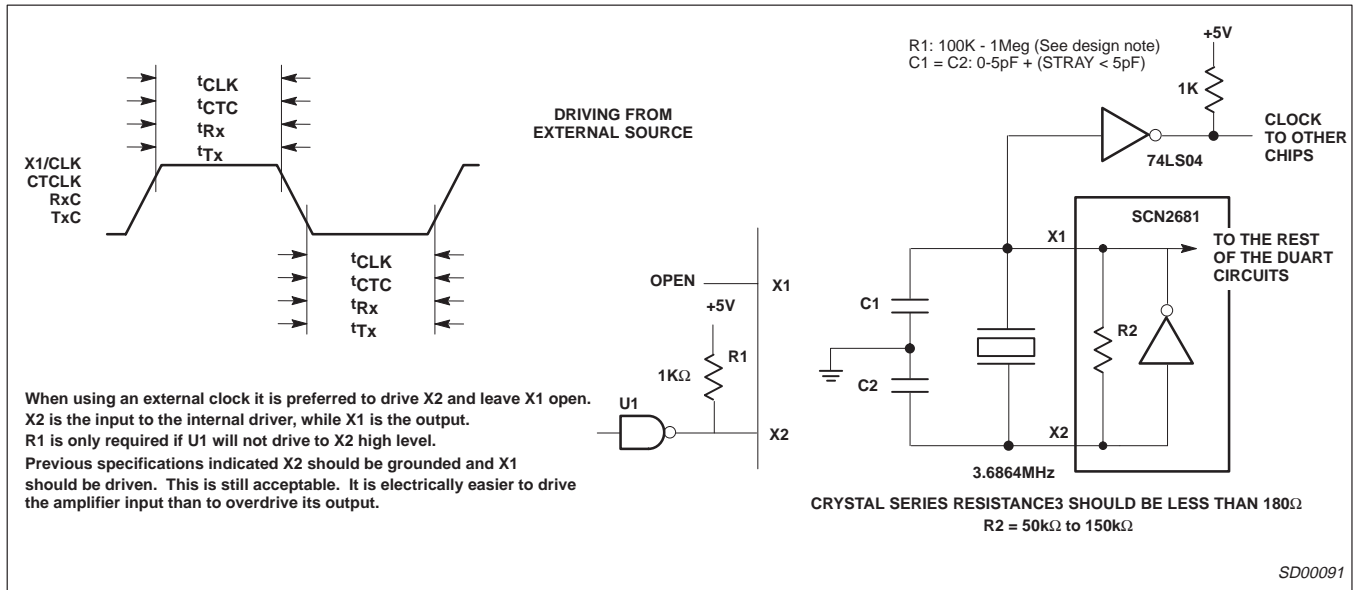 tCLK
tCTC
tRx
tTx
X1/CLK
CTCLK
RxC
TxC
tCLK
tCTC
tRx
tTx
When using an external clock it is preferred to drive X2 and leave X1 open.
X2 is the input to the internal driver, while X1 is the output.
R1 is only required if U1 will not drive to X2 high level.
Previous specifications indicated X2 should be grounded and X1
should be driven. This is still acceptable. It is electrically easier to drive
the amplifier input than to overdrive its output.
DRIVING FROM
EXTERNAL SOURCE
OPEN
X1
+5V
R1
1KΩ
U1
X2
R1: 100K - 1Meg (See design note)
C1 = C2: 0-5pF + (STRAY < 5pF)
+5V
1K
74LS04
CLOCK
TO OTHER
CHIPS
SCN2681
X1
TO THE REST
OF THE DUART
CIRCUITS
C1
R2
C2
X2
3.6864MHz
CRYSTAL SERIES RESISTANCE3 SHOULD BE LESS THAN 180Ω
R2 = 50kΩ to 150kΩ
SD00091